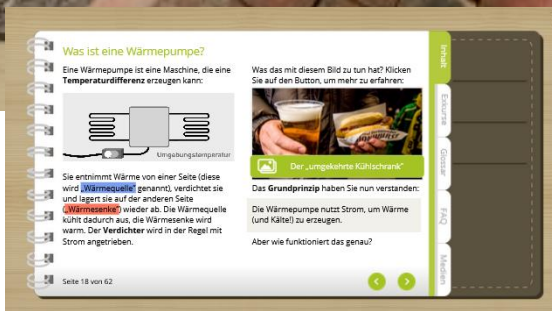 Was ist eine Wärmepumpe?
Eine Wärmepumpe ist eine Maschine, die eine
Temperaturdifferenz erzeugen kann:
Umgebungstemperatur
Sie entnimmt Wärme von einer Seite (diese
wird „Wärmequelle“ genannt), verdichtet sie
und lagert sie auf der anderen Seite
(„Wärmesenke“) wieder ab. Die Wärmequelle
kühlt dadurch aus, die Wärmesenke wird
warm. Der Verdichter wird in der Regel mit
Strom angetrieben.
Seite 18 von 62
Was das mit diesem Bild zu tun hat? Klicken
Sie auf den Button, um mehr zu erfahren:
Der „umgekehrte Kühlschrank“
Das Grundprinzip haben Sie nun verstanden:
Die Wärmepumpe nutzt Strom, um Wärme
(und Kälte!) zu erzeugen.
Aber wie funktioniert das genau?
Inhalt
Exkurse
Glossar
FAQ
Medien